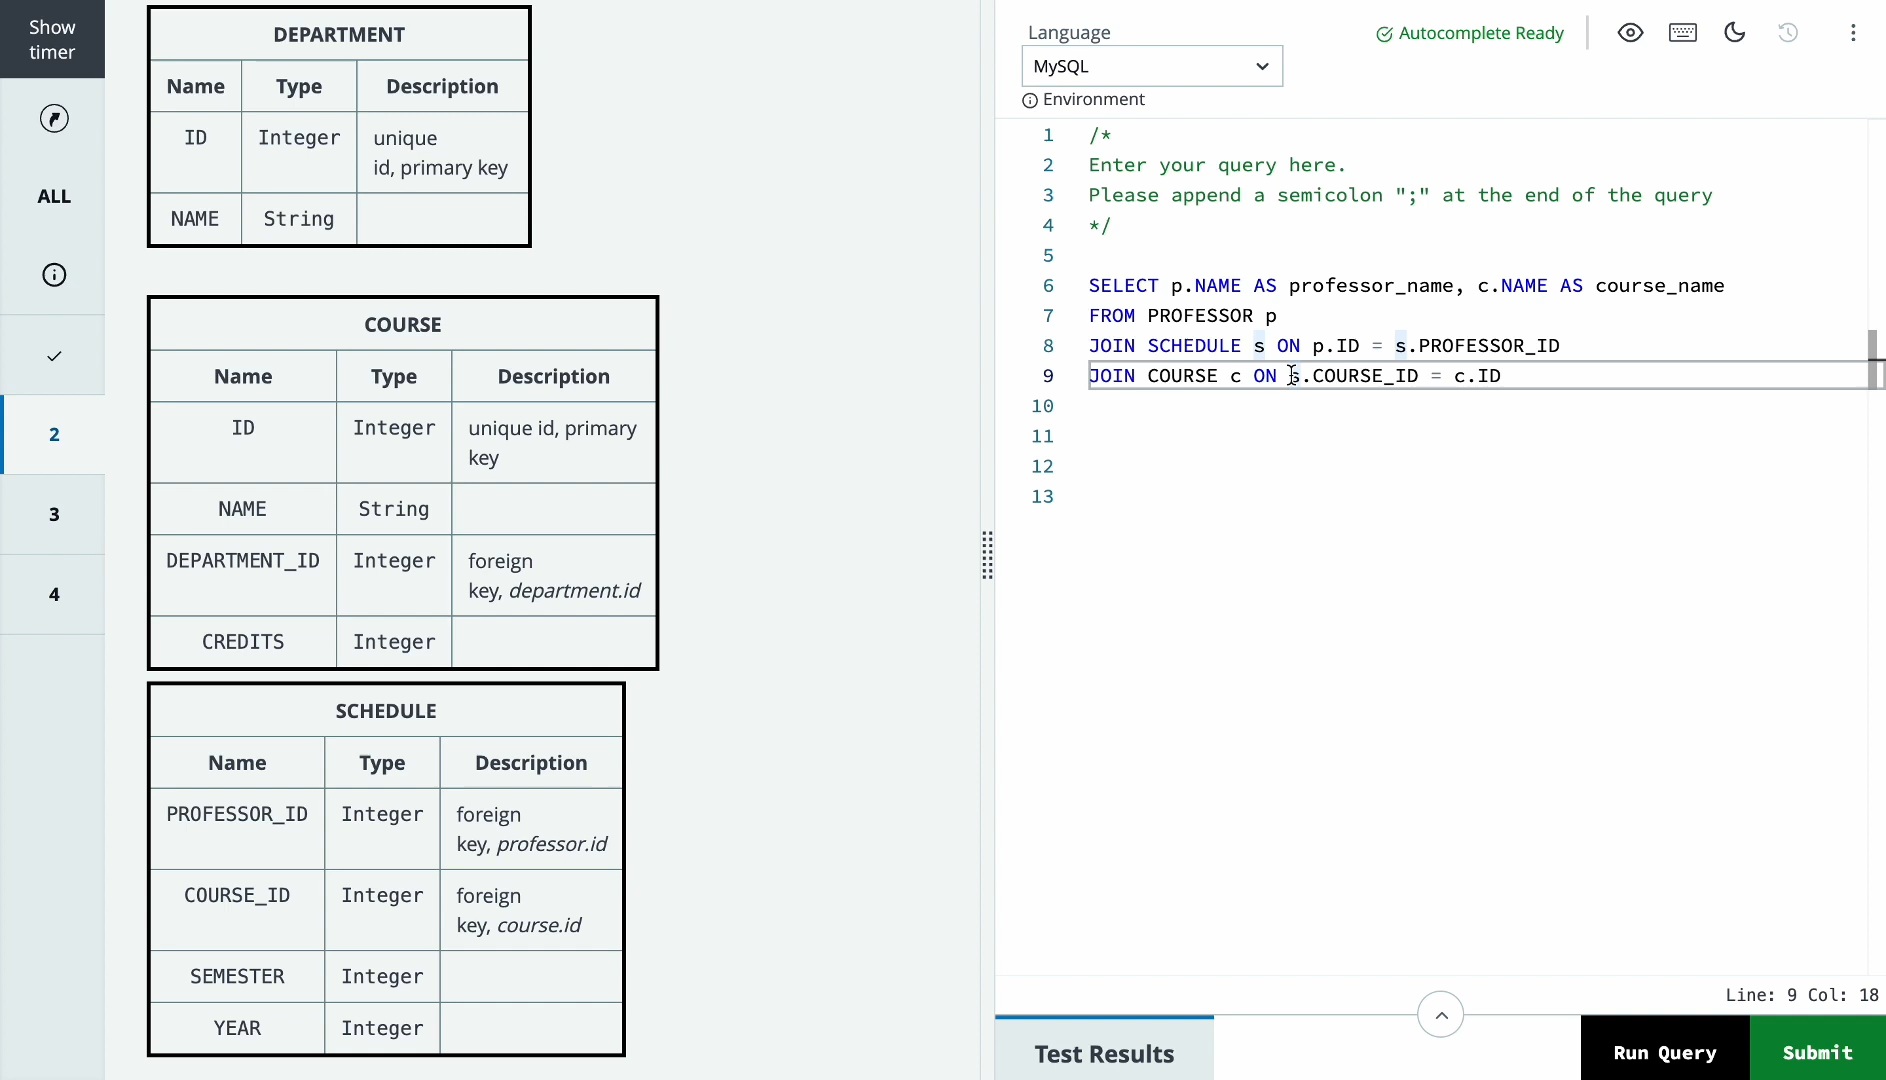 Show
timer
ALL
2
3
4
DEPARTMENT
Name Type Description
ID Integer unique
id, primary key
NAME String
COURSE
Name Type Description
ID Integer unique id, primary
key
NAME String
DEPARTMENT_ID Integer foreign
key, department.id
CREDITS Integer
SCHEDULE
Name Type Description
PROFESSOR_ID Integer foreign
key, professor.id
COURSE_ID Integer foreign
key, course.id
SEMESTER Integer
YEAR Integer
Language
Autocomplete Ready
MySQL
Environment
1 /*
2 Enter your query here.
3 Please append a semicolon ";" at the end of the query
4 */
5
6 SELECT p.NAME AS professor_name, c.NAME AS course_name
7 FROM PROFESSOR p
8 JOIN SCHEDULE s ON p.ID = s.PROFESSOR_ID
9 JOIN COURSE c ON s.COURSE_ID = c.ID
10
11
12
13
Line: 9 Col: 18
Test Results
Run Query
Submit